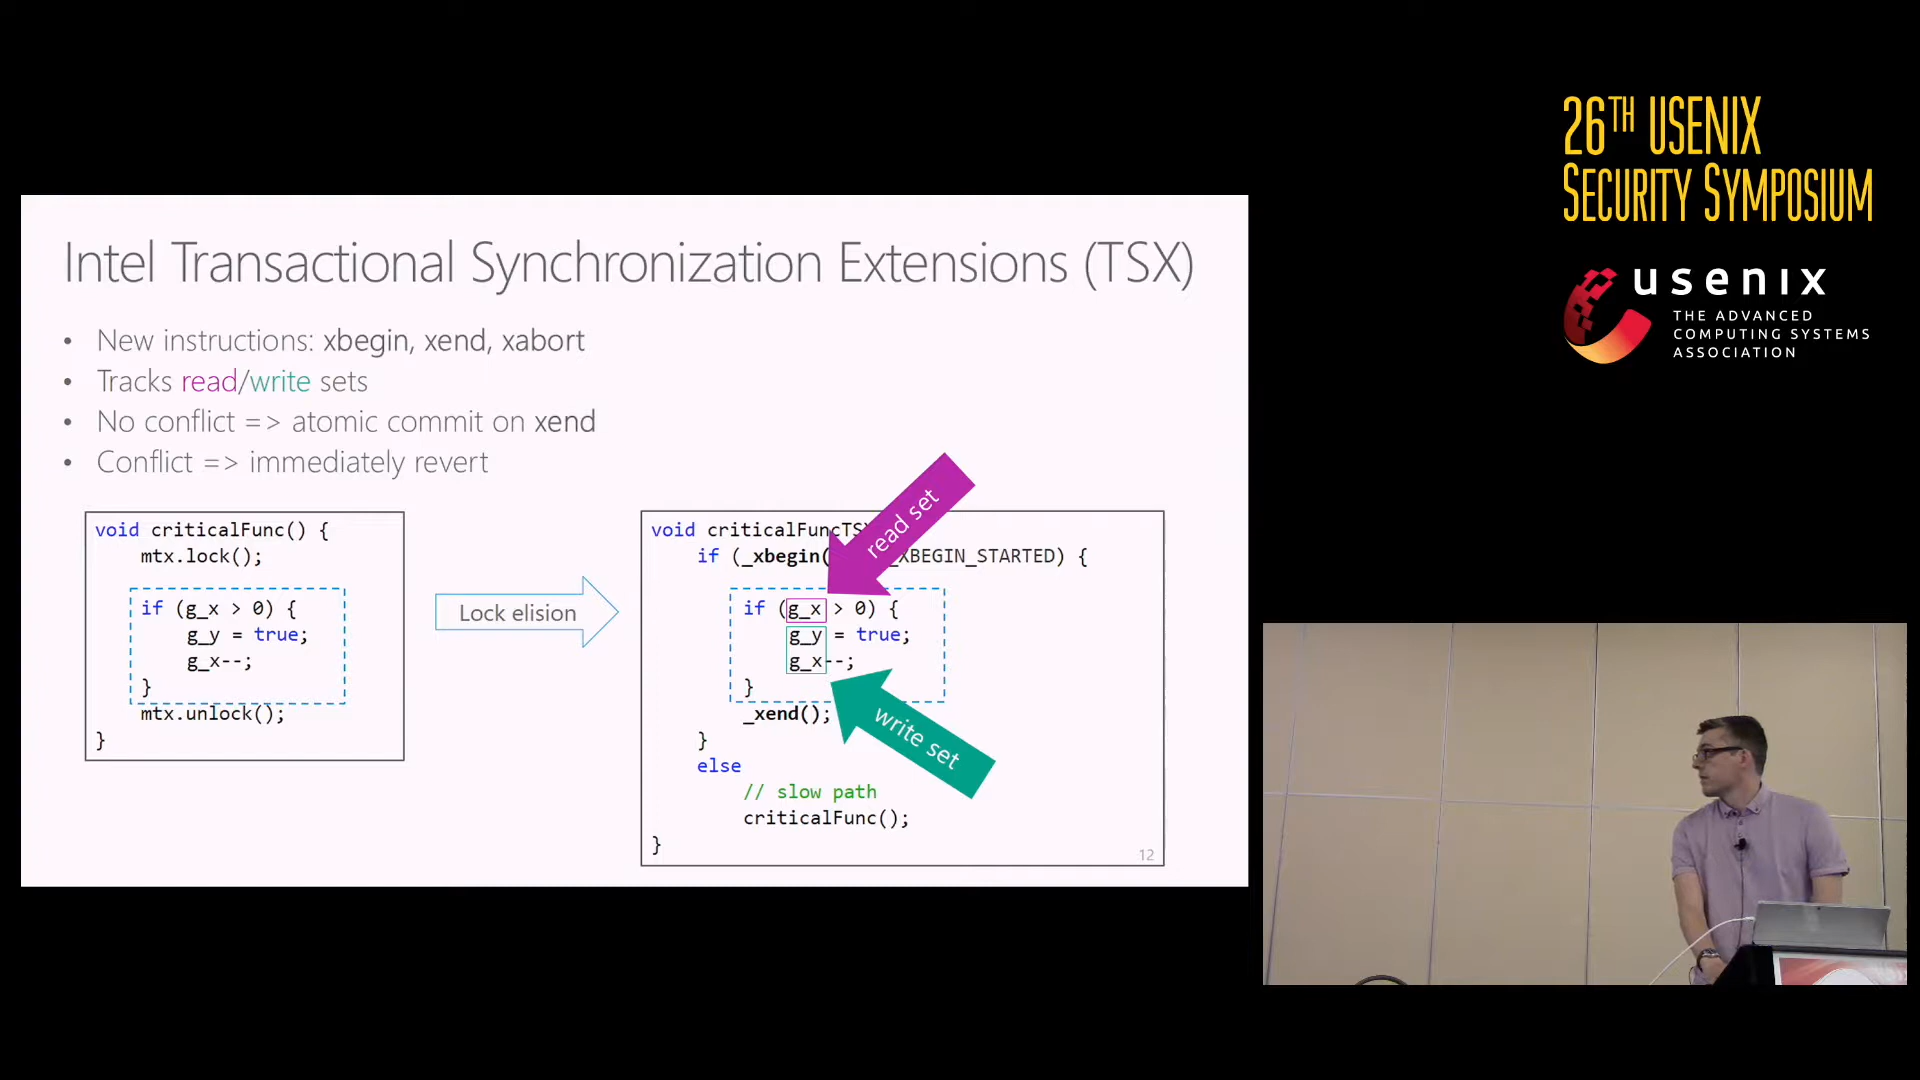 26TH USENIX
SECURITY SYMPOSIUM
usenix
THE ADVANCED
COMPUTING SYSTEMS
ASSOCIATION
Intel Transactional Synchronization Extensions (TSX)
• New instructions: xbegin, xend, xabort
• Tracks read/write sets
• No conflict => atomic commit on xend
• Conflict => immediately revert
void criticalFunc() {
mtx.lock();
if (g_x > 0) {
g_y = true;
g_x--;
}
mtx.unlock();
}
Lock elision
void criticalFuncTS
if (_xbegin( XBEGIN_STARTED) {
if (g_x > 0) {
g_y = true;
g_x--;
}
_xend();
}
else
// slow path
criticalFunc();
}
read set
write set
12